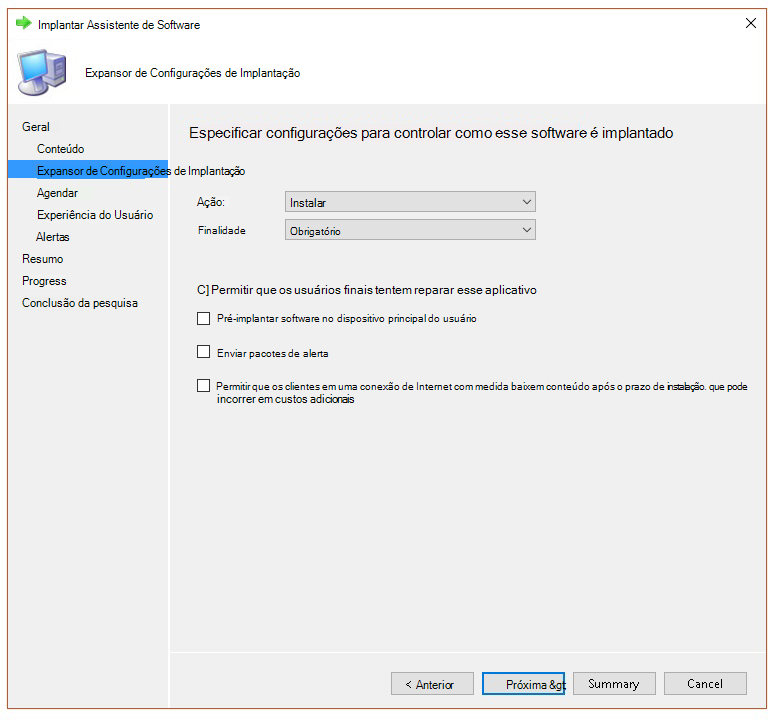 Implantar Assistente de Software
Expansor de Configurações de Implantação
Geral
Conteúdo
Expansor de Configurações de Implantação
Agendar
Experiência do Usuário
Alertas
Resumo
Progress
Conclusão da pesquisa
Especificar configurações para controlar como esse software é implantado
Ação:
Instalar
Finalidade
Obrigatório
C] Permitir que os usuários finais tentem reparar esse aplicativo
Pré-implantar software no dispositivo principal do usuário
Enviar pacotes de alerta
Permitir que os clientes em uma conexão de Internet com medida baixem conteúdo após o prazo de instalação. que pode
incorrer em custos adicionais
< Anterior
Próxima &gt;
Summary
Cancel